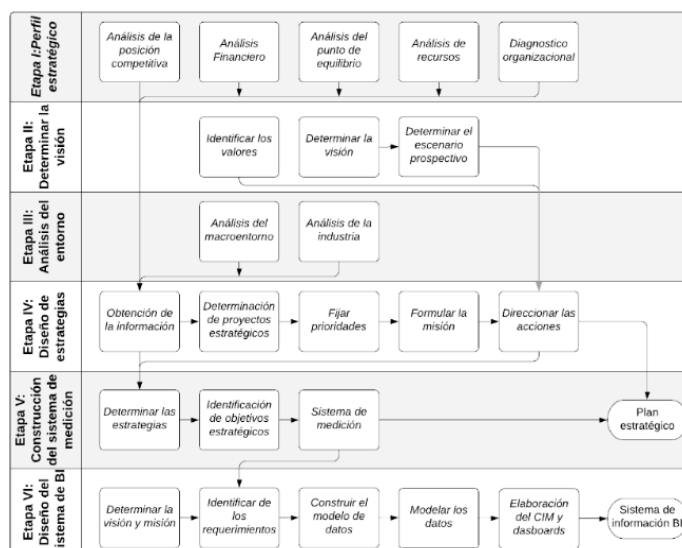 Etapa I:Perfil
estratégico
Análisis de la
posición
competitiva
Análisis
Financiero
Análisis del
punto de
equilibrio
Análisis de
recursos
Diagnostico
organizacional
Etapa II:
Determinar la
visión
Identificar los
valores
Determinar la
visión
Determinar el
escenario
prospectivo
Etapa III:
Análisis del
entorno
Análisis del
macroentorno
Análisis de la
industria
Etapa IV:
Diseño de
estrategias
Obtención de
la información
Determinación
de proyectos
estratégicos
Fijar
prioridades
Formular la
misión
Direccionar las
acciones
Etapa V:
Construcción
del sistema de
medición
Determinar las
estrategias
Identificación
de objetivos
estratégicos
Sistema de
medición
Plan
estratégico
Etapa VI:
Diseño del
istema de BI
Determinar la
visión y misión
Identificar de
los
requerimientos
Construir el
modelo de
datos
Modelar los
datos
Elaboración
del CIM y
dasboards
Sistema de
información BI